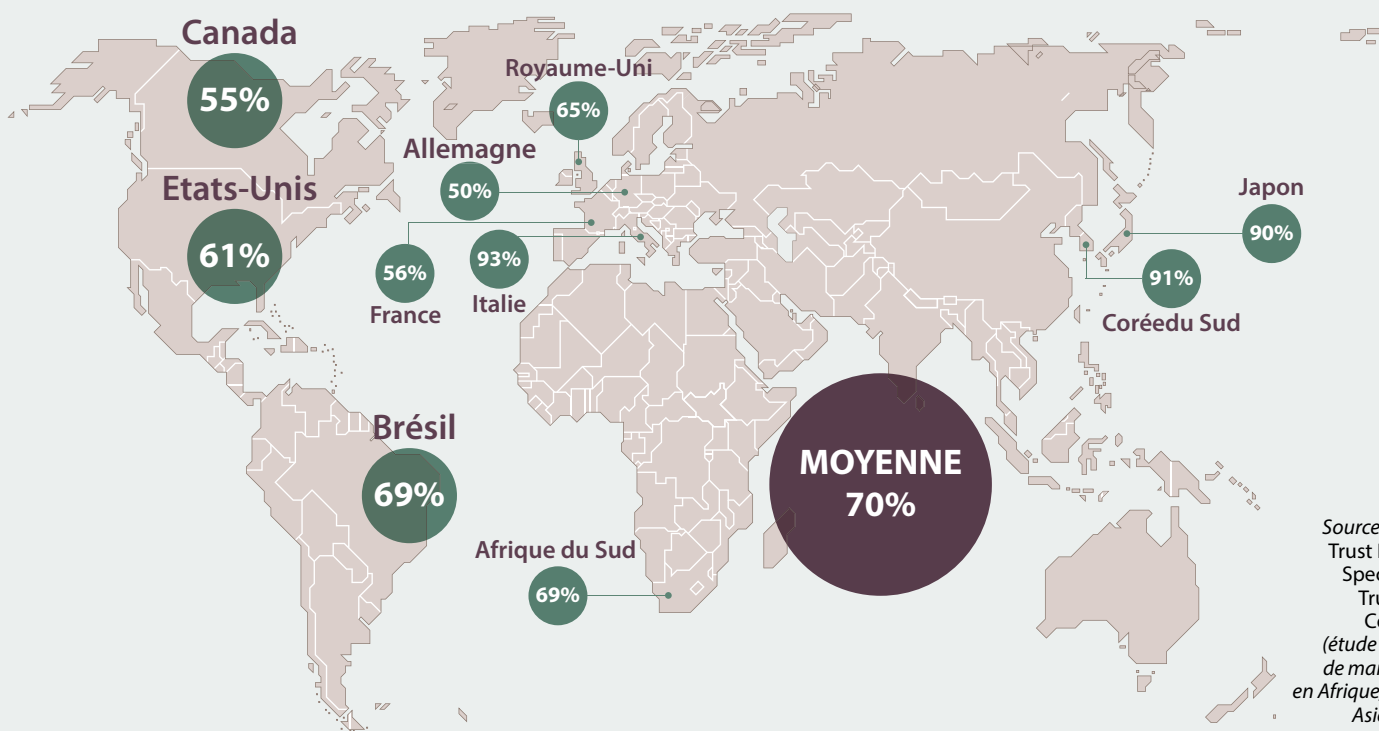 Canada
55%
Royaume-Uni
65%
Allemagne
50%
Etats-Unis
61%
Japon
90%
56%
France
93%
Italie
91%
Coréedu Sud
Brésil
69%
MOYENNE
70%
Afrique du Sud
69%
Source
Trust
Spec
Tru
Co
(étude
de mar
en Afrique,
Asie